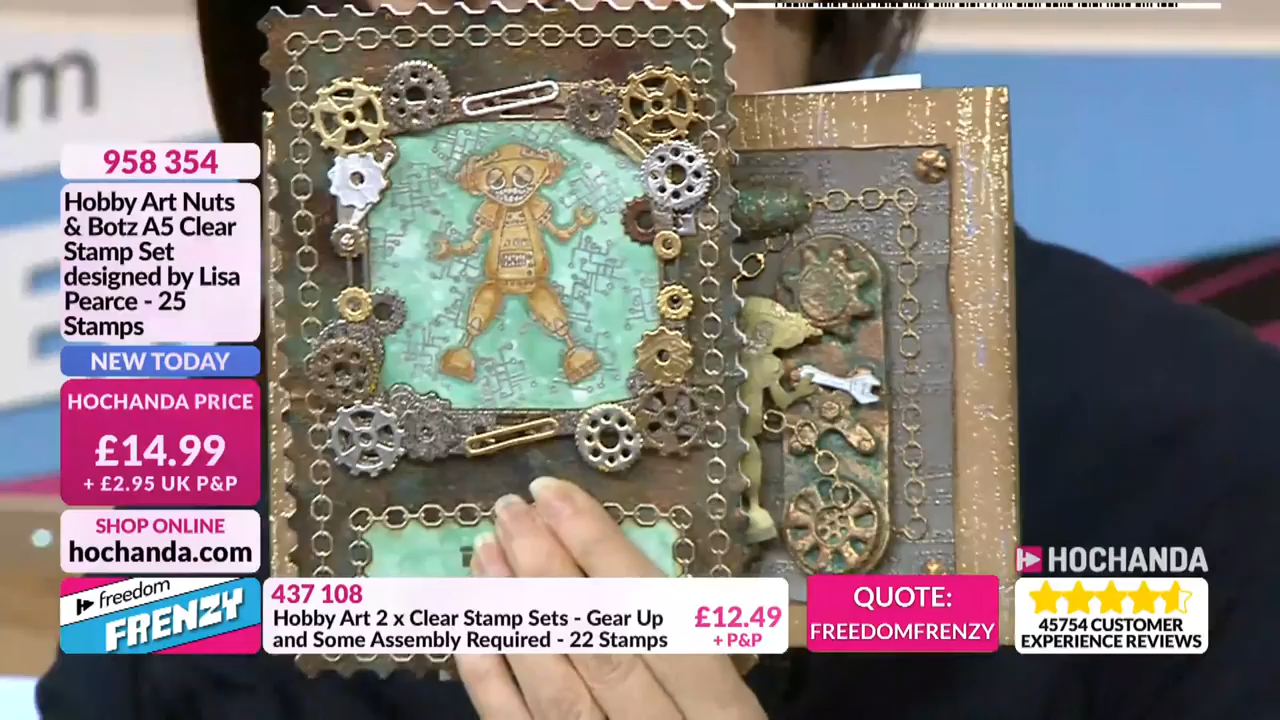 om
958 354
Hobby Art Nuts
& Botz A5 Clear
Stamp Set
designed by Lisa
Pearce - 25
Stamps
NEW TODAY
HOCHANDA PRICE
£14.99
+ £2.95 UK P&P
SHOP ONLINE
hochanda.com
freedom
FRENZY
437 108
Hobby Art 2 x Clear Stamp Sets - Gear Up
and Some Assembly Required - 22 Stamps
£12.49
+ P&P
QUOTE:
FREEDOMFRENZY
HOCHANDA
45754 CUSTOMER
EXPERIENCE REVIEWS